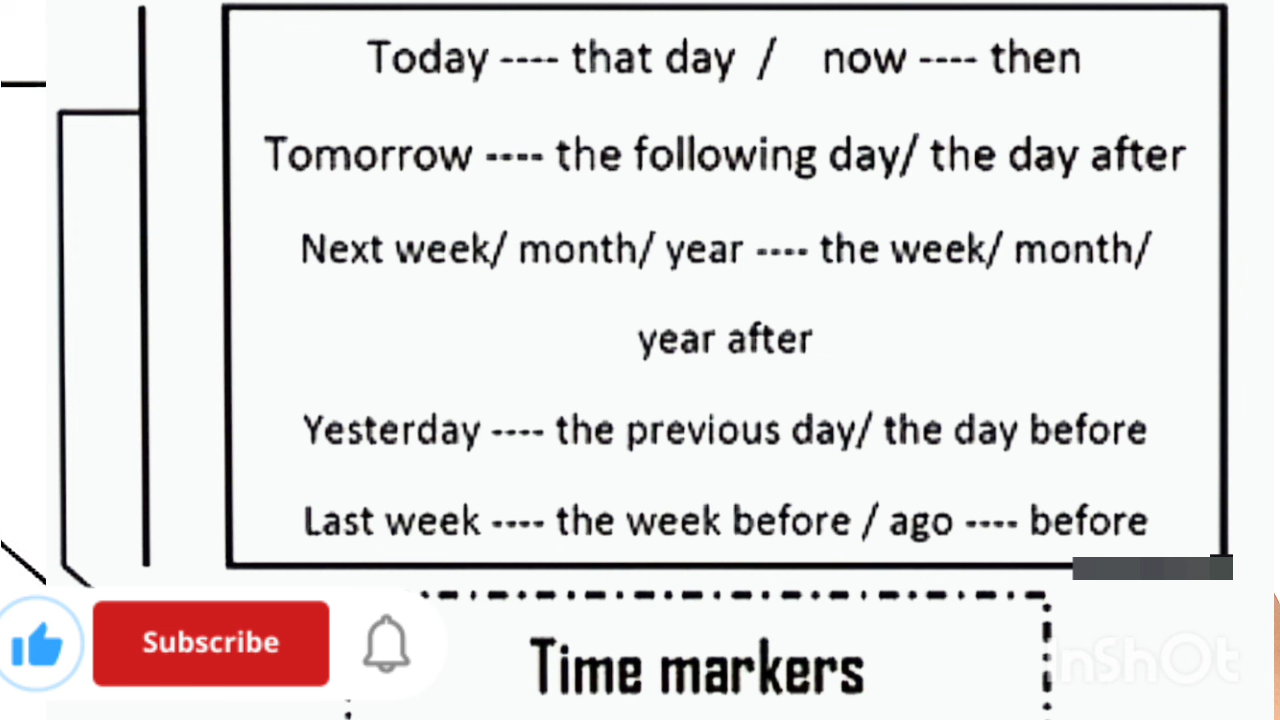 Today ---- that day / now ---- then
Tomorrow ---- the following day/ the day after
Next week/ month/ year ---- the week/ month/
year after
Yesterday ---- the previous day/ the day before
Last week ---- the week before / ago ---- before
Subscribe
Time markers
InShOt